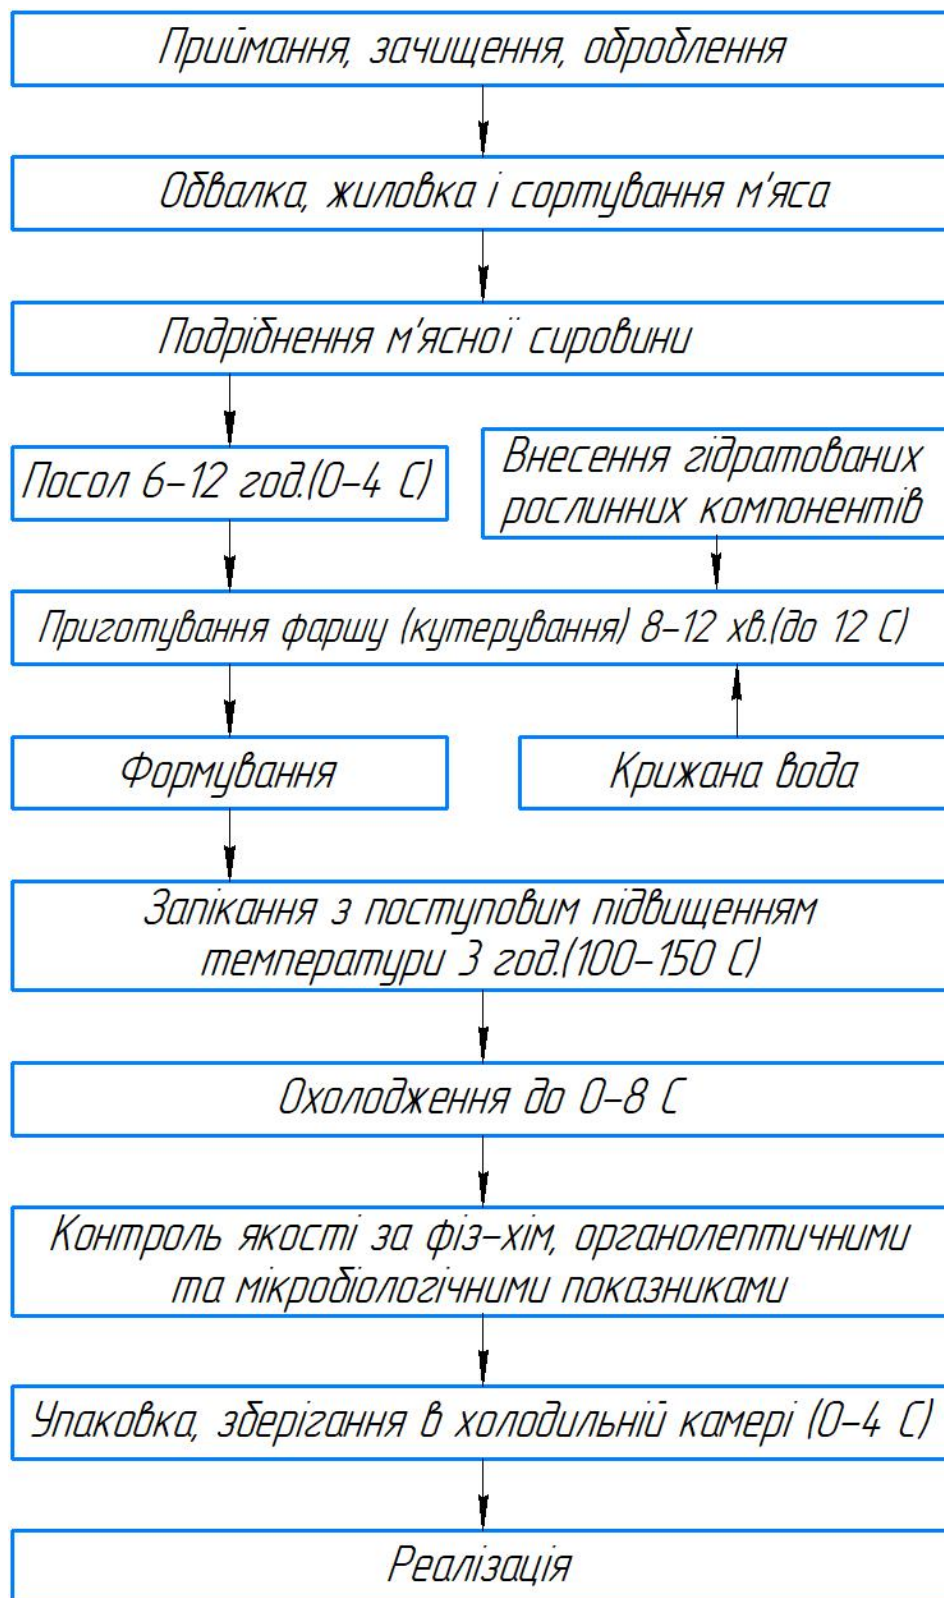 Приймання, зачищення, оброблення
Обвалка, жиловка і сортування м'яса
Подрібнення м'ясної сировини
Посол 6-12 год.(0-4 С)
Внесення гідратованих
рослинних компонентів
Приготування фаршу (кутерування) 8-12 хв.(до 12 С)
Формування
Крижана вода
Запікання з поступовим підвищенням
температури 3 год.(100-150 С)
Охолодження до 0-8 С
Контроль якості за фіз-хім, органолептичними
та мікробіологічними показниками
Упаковка, зберігання в холодильній камері (0-4 С)
Реалізація